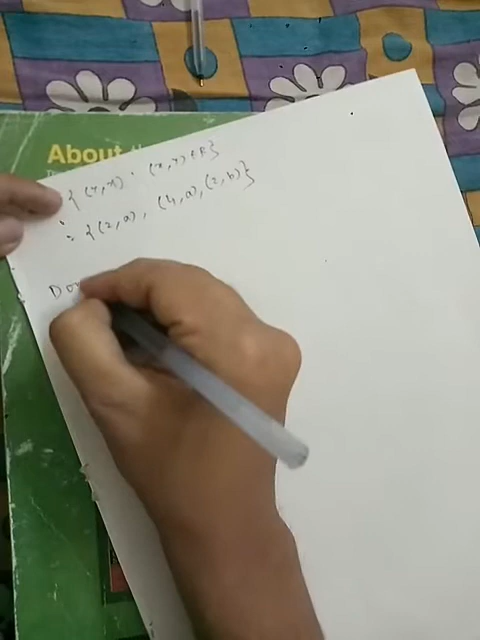 About
: {(y,x) : (x,y) ∈ R}
: {(2,a), (4,a), (2,b)}
Do